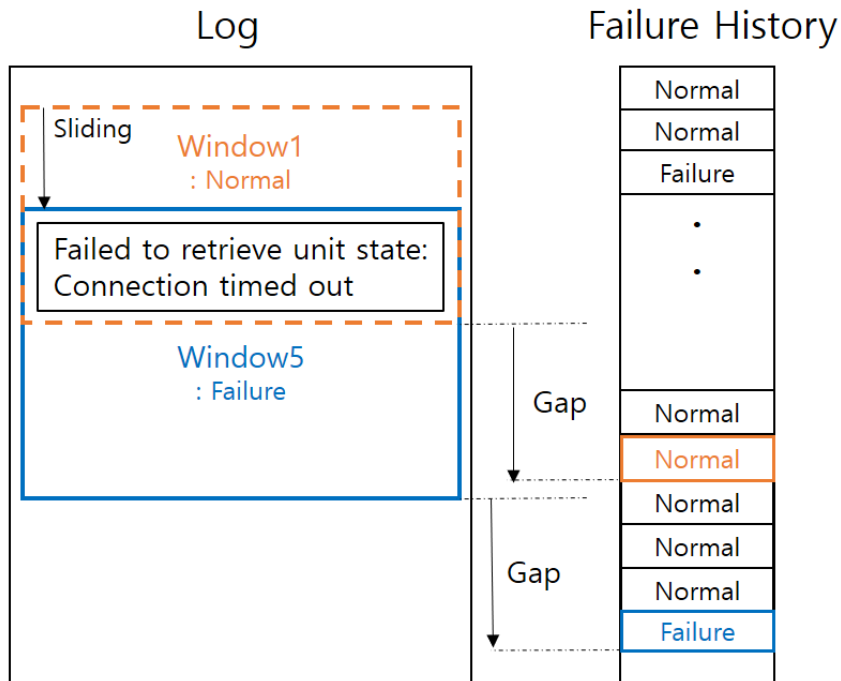 Log
Failure History
Sliding
Window1
: Normal
Failed to retrieve unit state:
Connection timed out
Window5
: Failure
Gap
Gap
Normal
Normal
Failure
.
.
Normal
Normal
Normal
Normal
Normal
Failure